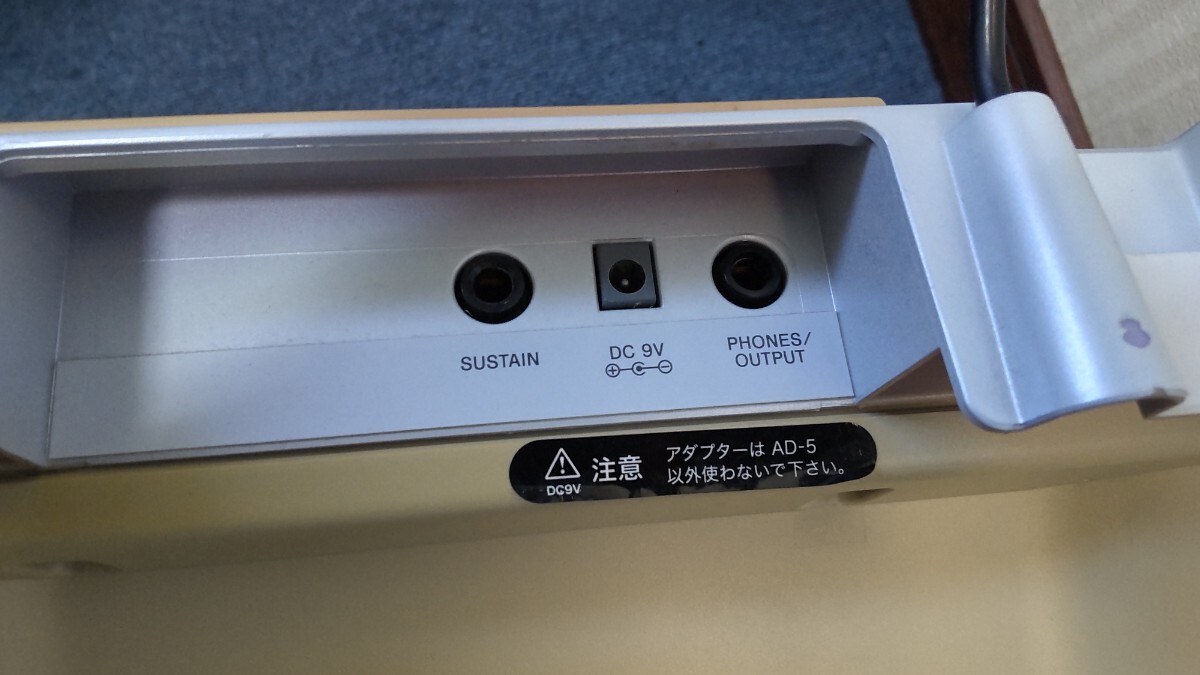 SUSTAIN
DC 9V
PHONES/
OUTPUT
注意
DC9V
アダプターは AD-5
以外使わないで下さい。